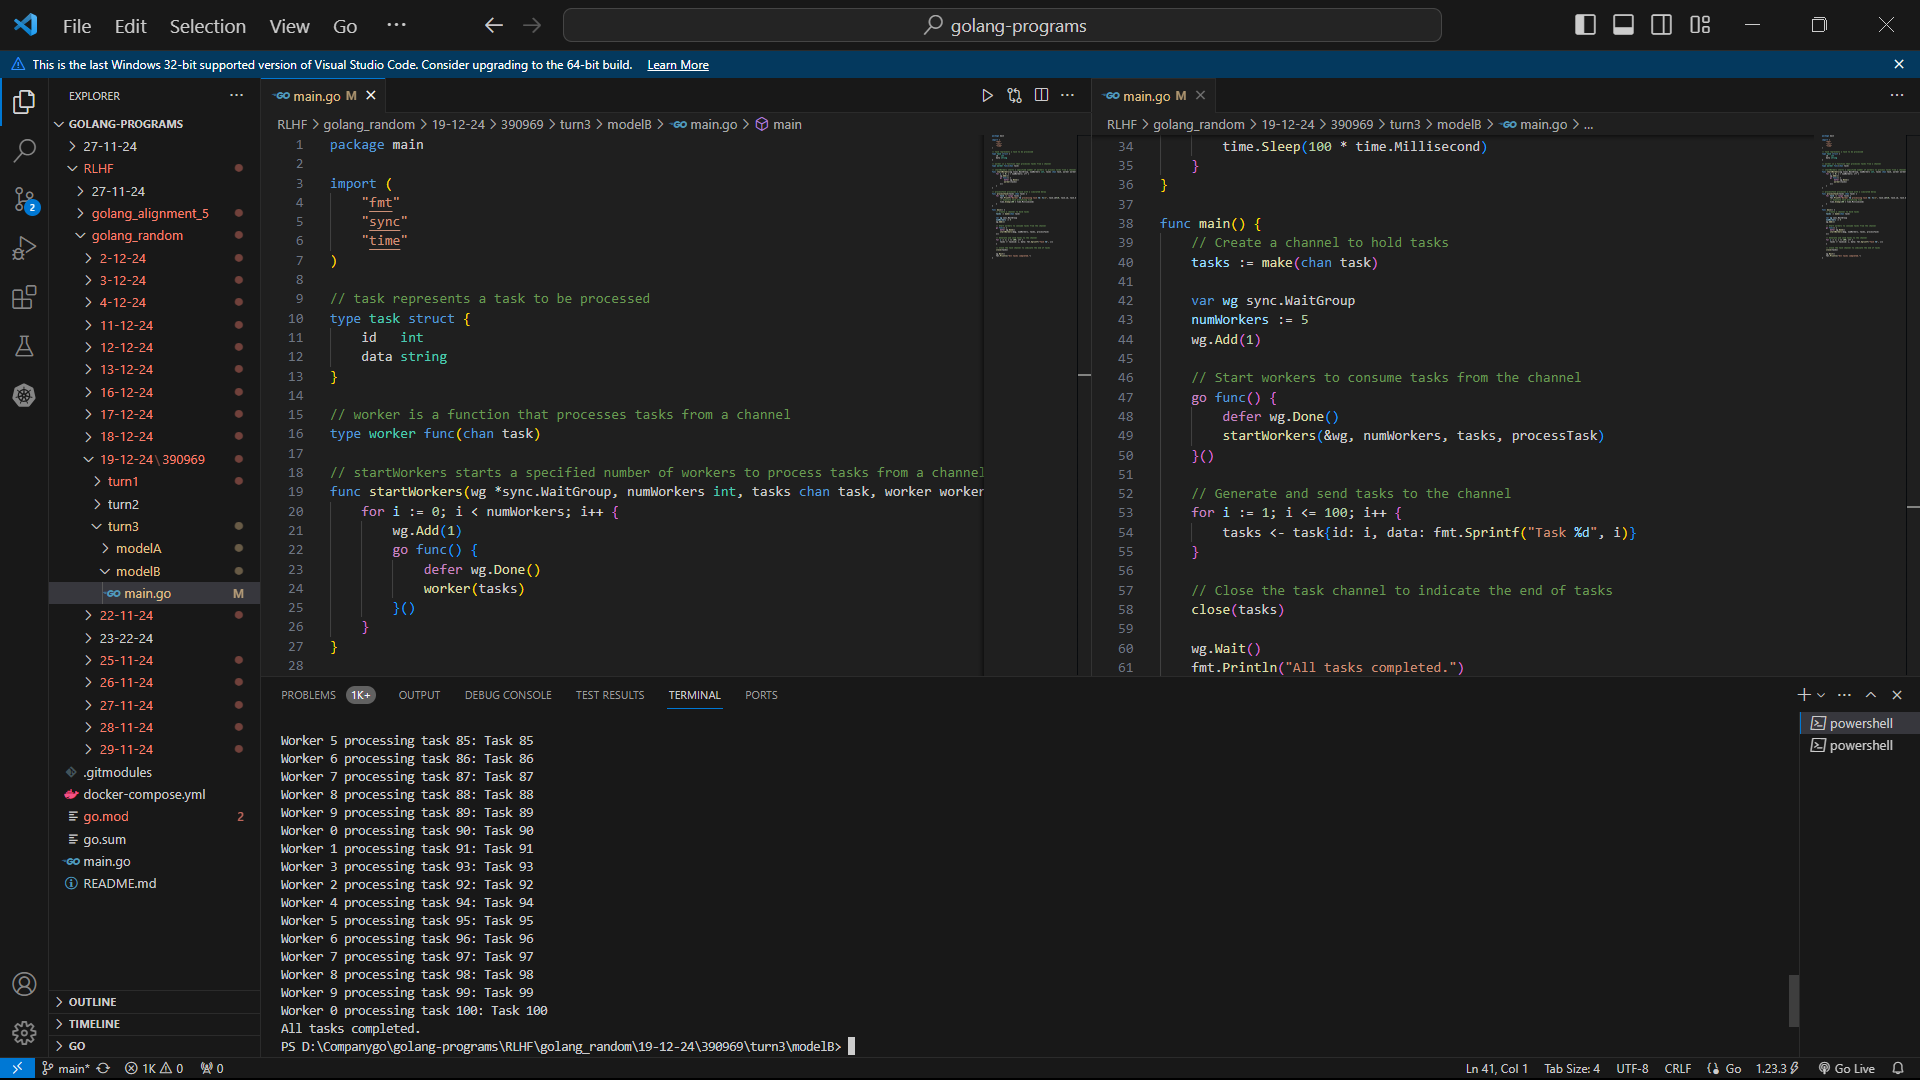 File Edit Selection View Go ···
golang-programs
This is the last Windows 32-bit supported version of Visual Studio Code. Consider upgrading to the 64-bit build. Learn More
EXPLORER
GOLANG-PROGRAMS
27-11-24
RLHF
27-11-24
golang_alignment_5
golang_random
2-12-24
3-12-24
4-12-24
11-12-24
12-12-24
13-12-24
16-12-24
17-12-24
18-12-24
19-12-24\390969
turn1
turn2
turn3
modelA
modelB
main.go M
22-11-24
23-22-24
25-11-24
26-11-24
27-11-24
28-11-24
29-11-24
.gitmodules
docker-compose.yml
go.mod 2
go.sum
main.go
README.md
OUTLINE
TIMELINE
GO
2
main.go M
RLHF > golang_random > 19-12-24 > 390969 > turn3 > modelB > main.go > main
1 package main
2
3 import (
4 "fmt"
5 "sync"
6 "time"
7 )
8
9 // task represents a task to be processed
10 type task struct {
11 id   int
12 data string
13 }
14
15 // worker is a function that processes tasks from a channel
16 type worker func(chan task)
17
18 // startWorkers starts a specified number of workers to process tasks from a channel
19 func startWorkers(wg *sync.WaitGroup, numWorkers int, tasks chan task, worker worker
20 for i := 0; i < numWorkers; i++ {
21 wg.Add(1)
22 go func() {
23 defer wg.Done()
24 worker(tasks)
25 }()
26 }
27 }
28
main.go M
RLHF > golang_random > 19-12-24 > 390969 > turn3 > modelB > main.go > ...
34 time.Sleep(100 * time.Millisecond)
35 }
36 }
37
38 func main() {
39 // Create a channel to hold tasks
40 tasks := make(chan task)
41
42 var wg sync.WaitGroup
43 numWorkers := 5
44 wg.Add(1)
45
46 // Start workers to consume tasks from the channel
47 go func() {
48 defer wg.Done()
49 startWorkers(&wg, numWorkers, tasks, processTask)
50 }()
51
52 // Generate and send tasks to the channel
53 for i := 1; i <= 100; i++ {
54 tasks <- task{id: i, data: fmt.Sprintf("Task %d", i)}
55 }
56
57 // Close the task channel to indicate the end of tasks
58 close(tasks)
59
60 wg.Wait()
61 fmt.Println("All tasks completed.")
PROBLEMS 1K+ OUTPUT DEBUG CONSOLE TEST RESULTS TERMINAL PORTS
Worker 5 processing task 85: Task 85
Worker 6 processing task 86: Task 86
Worker 7 processing task 87: Task 87
Worker 8 processing task 88: Task 88
Worker 9 processing task 89: Task 89
Worker 0 processing task 90: Task 90
Worker 1 processing task 91: Task 91
Worker 3 processing task 93: Task 93
Worker 2 processing task 92: Task 92
Worker 4 processing task 94: Task 94
Worker 5 processing task 95: Task 95
Worker 6 processing task 96: Task 96
Worker 7 processing task 97: Task 97
Worker 8 processing task 98: Task 98
Worker 9 processing task 99: Task 99
Worker 0 processing task 100: Task 100
All tasks completed.
PS D:\Companygo\golang-programs\RLHF\golang_random\19-12-24\390969\turn3\modelB>
powershell
powershell
main* 1K 0 0
Ln 41, Col 1 Tab Size: 4 UTF-8 CRLF Go 1.23.3 Go Live